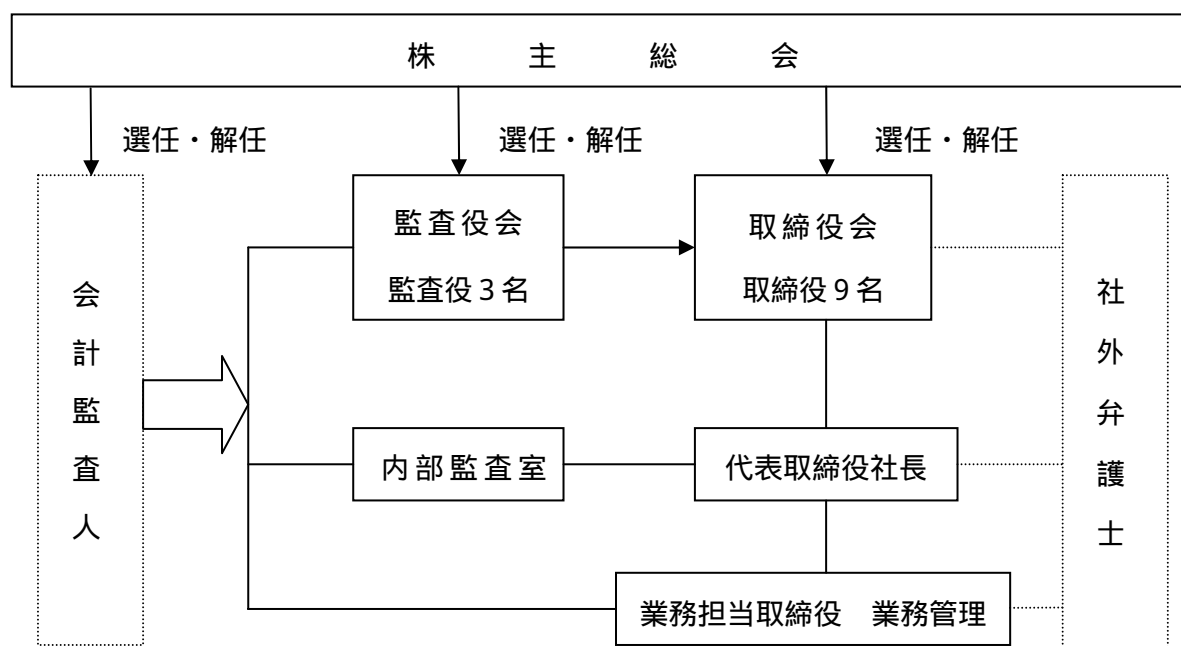 株主総会
選任・解任
選任・解任
選任・解任
会計監査人
監査役会
監査役3名
取締役会
取締役9名
社外弁護士
内部監査室
代表取締役社長
業務担当取締役　業務管理